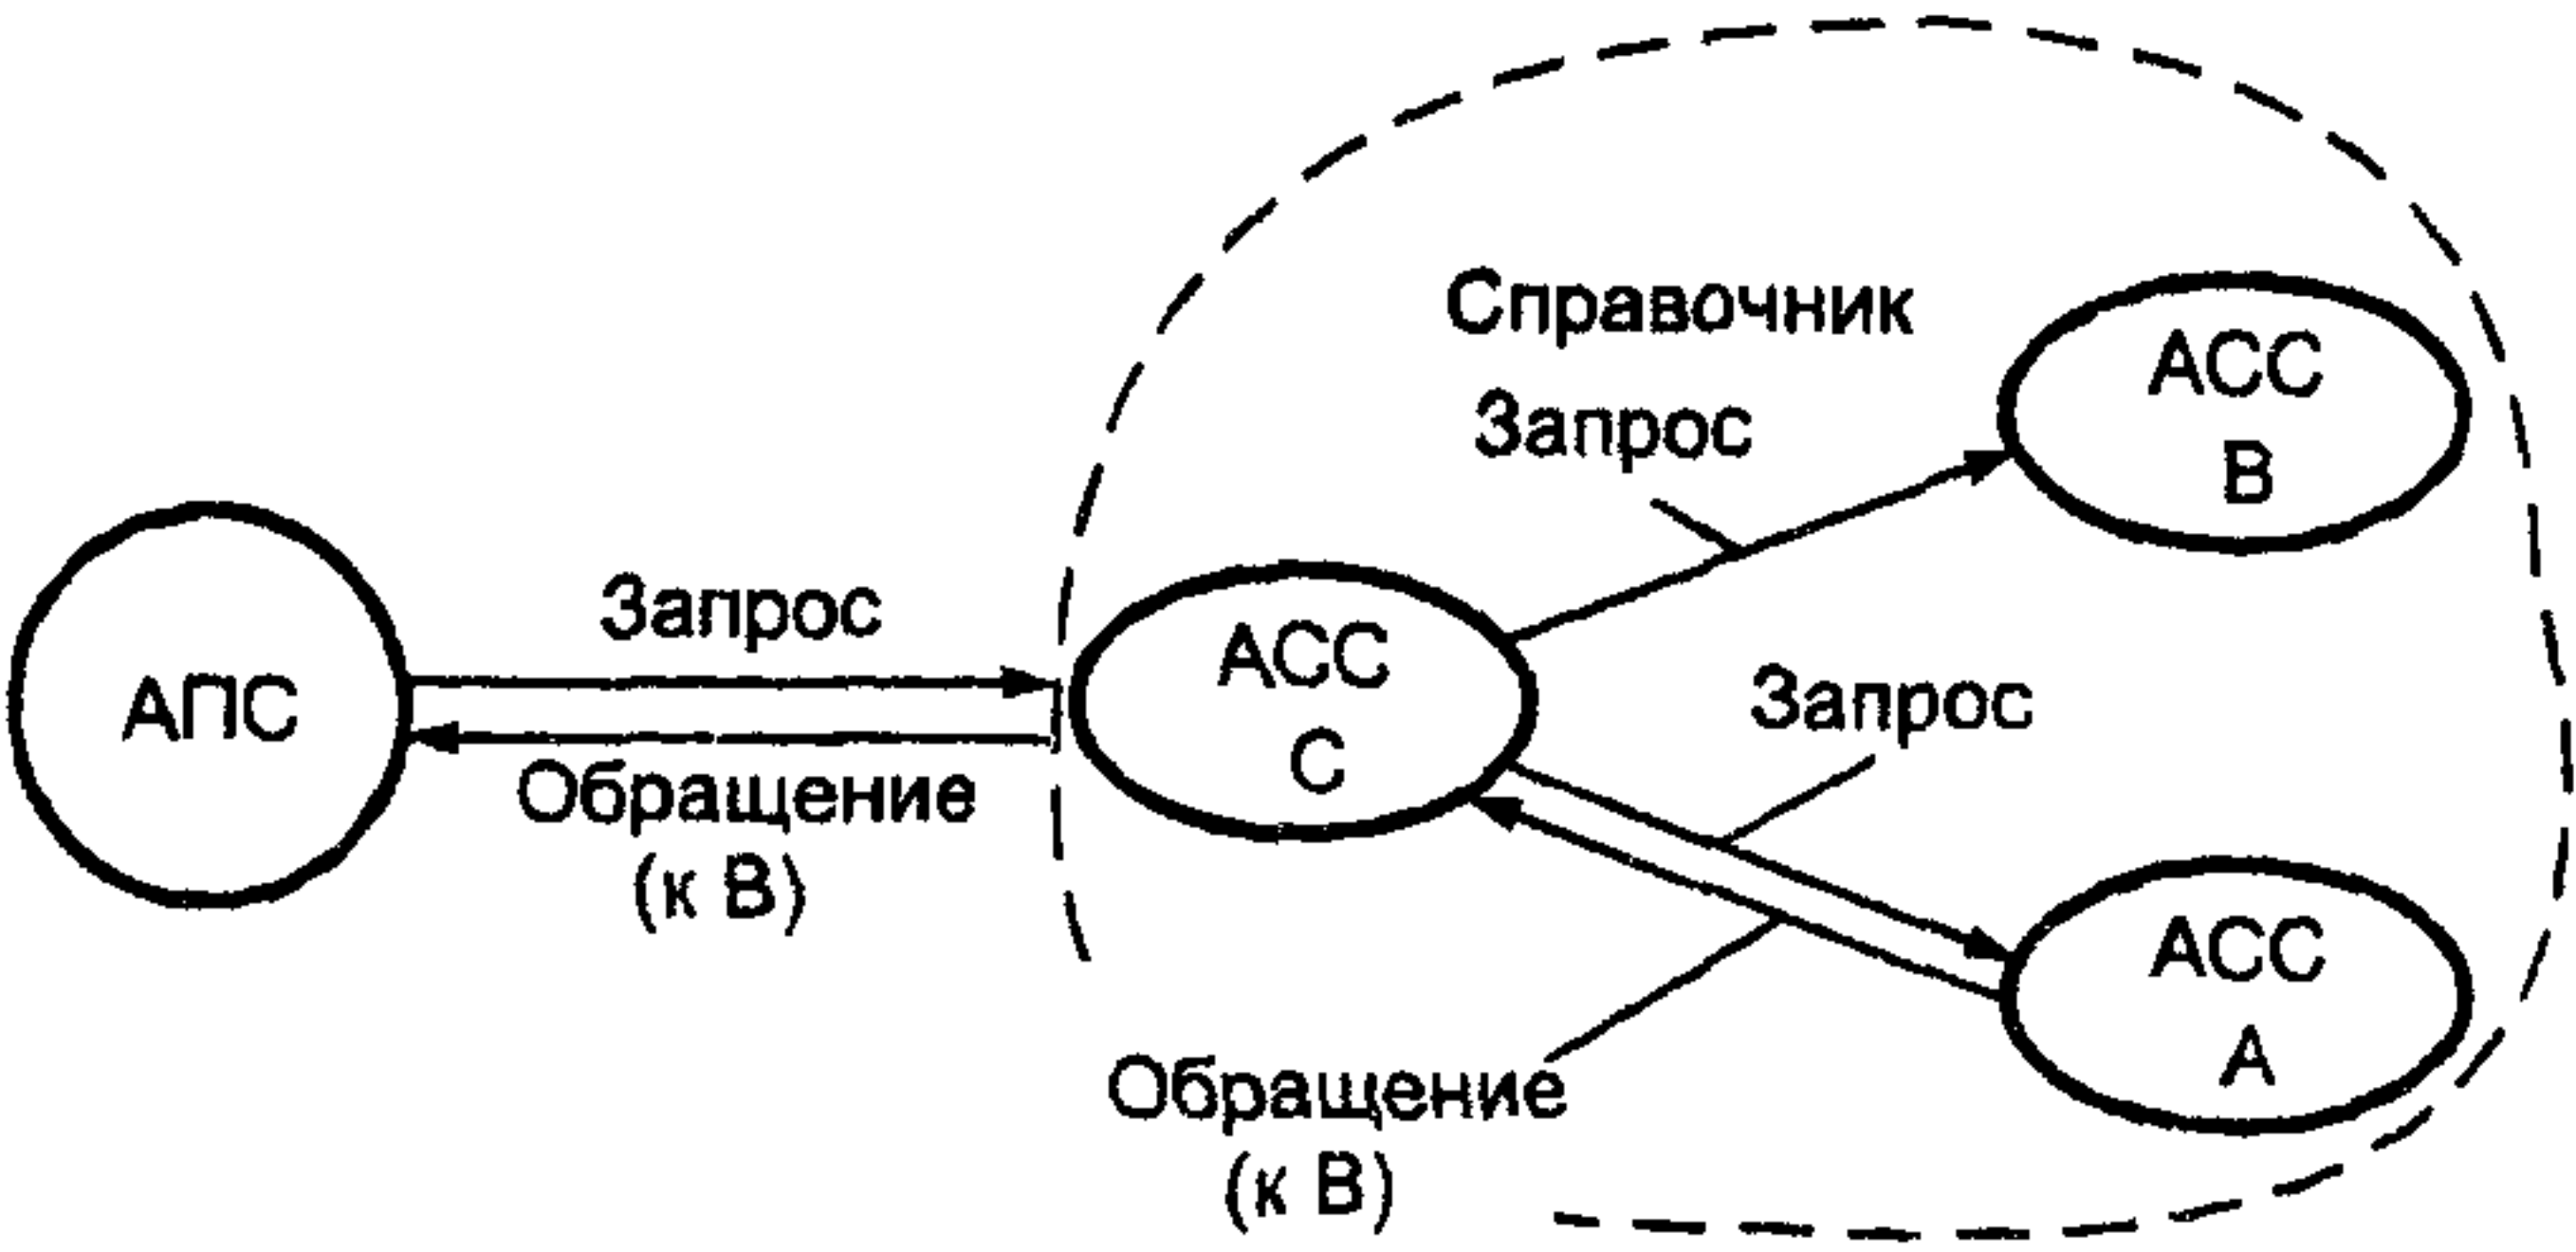 Справочник
АСС
В
Запрос
АПС
Запрос
Обращение
(к В)
АСС
С
Запрос
Обращение
(к В)
АСС
А